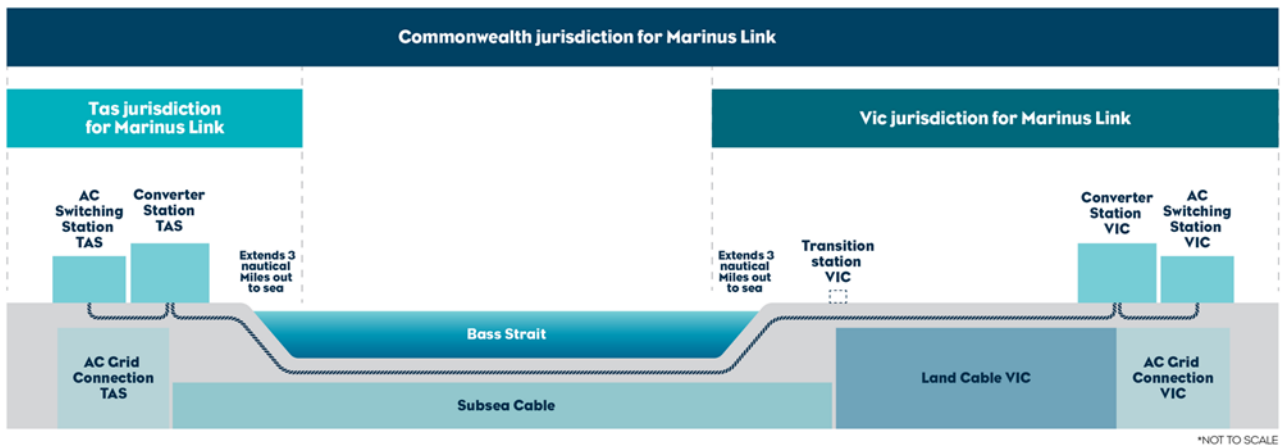 Commonwealth jurisdiction for Marinus Link
Tas jurisdiction
for Marinus Link
Vic jurisdiction for Marinus Link
AC
Switching
Station
TAS
Converter
Station
TAS
Extends 3
nautical
Miles out
to sea
Extends 3
nautical
Miles out
to sea
Transition
station
VIC
Converter
Station
VIC
AC
Switching
Station
VIC
Bass Strait
AC Grid
Connection
TAS
Subsea Cable
Land Cable VIC
AC Grid
Connection
VIC
*NOT TO SCALE